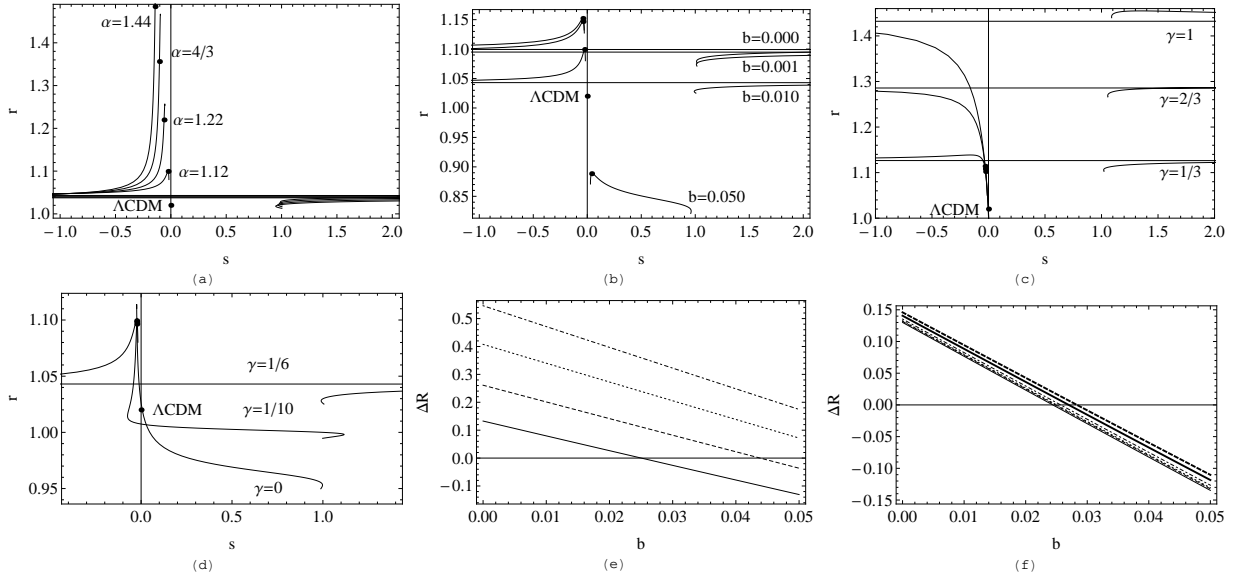 1.4
1.3
1.2
1.1
1.0
r
α=1.44
α=4/3
α=1.22
α=1.12
ΛCDM
-1.0 -0.5 0.0 0.5 1.0 1.5 2.0
s
(a)
1.15
1.10
1.05
1.00
0.95
0.90
0.85
r
b=0.000
b=0.001
b=0.010
ΛCDM
b=0.050
-1.0 -0.5 0.0 0.5 1.0 1.5 2.0
s
(b)
1.4
1.3
1.2
1.1
1.0
r
γ=1
γ=2/3
γ=1/3
ΛCDM
-1.0 -0.5 0.0 0.5 1.0 1.5 2.0
s
(c)
1.10
1.05
1.00
0.95
r
γ=1/6
ΛCDM
γ=1/10
γ=0
0.0 0.5 1.0
s
(d)
0.5
0.4
0.3
0.2
0.1
0.0
-0.1
ΔR
0.00 0.01 0.02 0.03 0.04 0.05
b
(e)
0.15
0.10
0.05
0.00
-0.05
-0.10
-0.15
ΔR
0.00 0.01 0.02 0.03 0.04 0.05
b
(f)